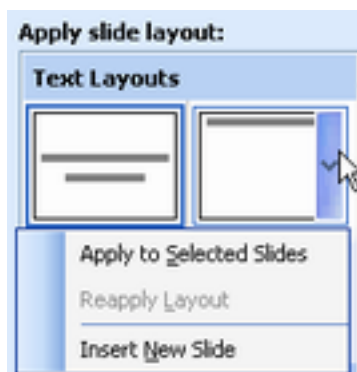 Apply slide layout:
Text Layouts
Apply to Selected Slides
Reapply Layout
Insert New Slide